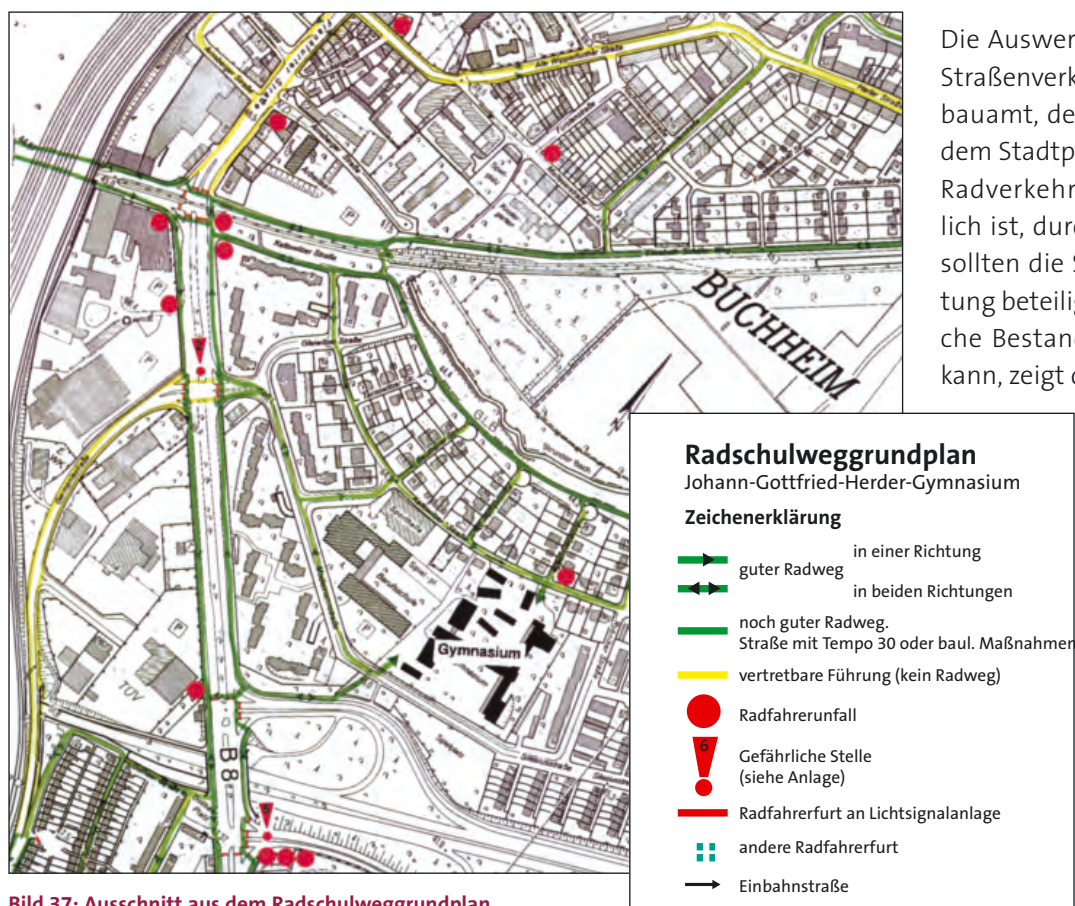 Die Auswer
Straßenverk
bauamt, de
dem Stadtp
Radverkehr
lich ist, durc
sollten die S
tung beteilig
che Bestand
kann, zeigt d
BUCHHEIM
Gymnasium
TÜV
B 8
P
P
P
P
N
Radschulweggrundplan
Johann-Gottfried-Herder-Gymnasium
Zeichenerklärung
guter Radweg
in einer Richtung
in beiden Richtungen
noch guter Radweg.
Straße mit Tempo 30 oder baul. Maßnahmen
vertretbare Führung (kein Radweg)
Radfahrerunfall
6
Gefährliche Stelle
(siehe Anlage)
Radfahrerfurt an Lichtsignalanlage
andere Radfahrerfurt
Einbahnstraße
Bild 37: Ausschnitt aus dem Radschulweggrundplan